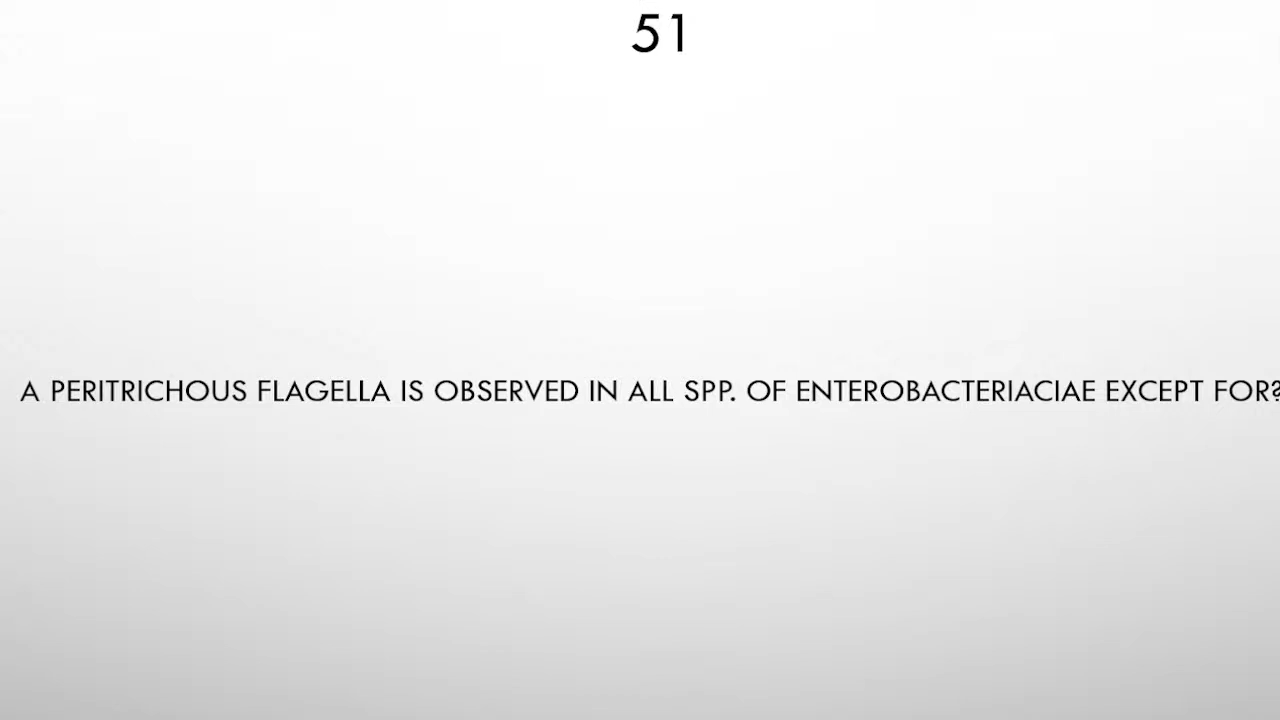 51
A PERITRICHOUS FLAGELLA IS OBSERVED IN ALL SPP. OF ENTEROBACTERIACIAE EXCEPT FOR?